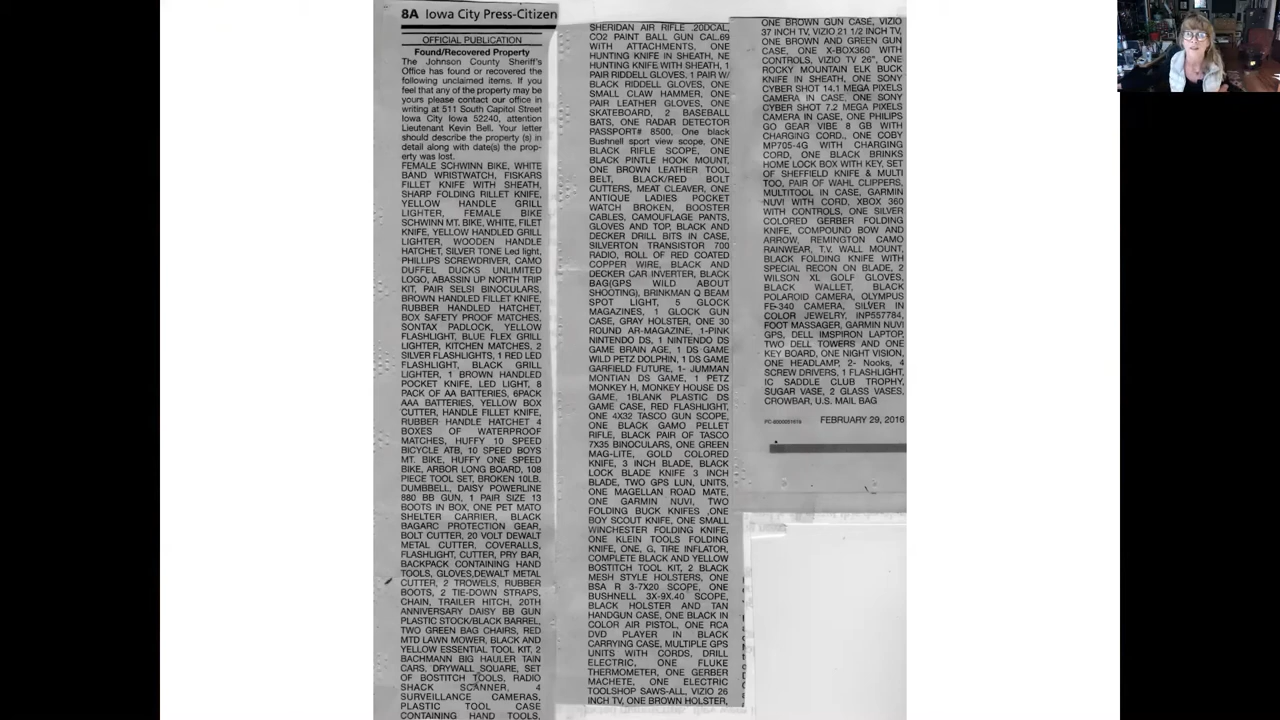 8A Iowa City Press-Citizen
OFFICIAL PUBLICATION
Found/Recovered Property
The Johnson County Sheriff's
Office has found or recovered the
following unclaimed items. If you
feel that any of the property may be
yours please contact our office in
writing at 511 South Capitol Street
Iowa City Iowa 52240, attention
Lieutenant Kevin Bell. Your letter
should describe the property (s) in
detail along with date(s) the prop-
erty was lost.
FEMALE SCHWINN BIKE, WHITE
BAND WRISTWATCH, FISKARS
FILLET KNIFE WITH SHEATH,
SHARP FOLDING RILLET KNIFE,
YELLOW HANDLE GRILL
LIGHTER, FEMALE BIKE
SCHWINN MT. BIKE, WHITE, FILET
KNIFE, YELLOW HANDLED GRILL
LIGHTER, WOODEN HANDLE
HATCHET, SILVER TONE Led light,
PHILLIPS SCREWDRIVER, CAMO
DUFFEL DUCKS UNLIMITED
LOGO, ABASSIN UP NORTH TRIP
KIT, PAIR SELSI BINOCULARS,
BROWN HANDLED FILLET KNIFE,
RUBBER HANDLED HATCHET,
BOX SAFETY PROOF MATCHES,
SONTAX PADLOCK, YELLOW
FLASHLIGHT, BLUE FLEX GRILL
LIGHTER, KITCHEN MATCHES, 2
SILVER FLASHLIGHTS, 1 RED LED
FLASHLIGHT, BLACK GRILL
LIGHTER, 1 BROWN HANDLED
POCKET KNIFE, LED LIGHT, 8
PACK OF AA BATTERIES, 6PACK
AAA BATTERIES, YELLOW BOX
CUTTER, HANDLE FILLET KNIFE,
RUBBER HANDLE HATCHET 4
BOXES OF WATERPROOF
MATCHES, HUFFY 10 SPEED
BICYCLE ATB, 10 SPEED BOYS
MT. BIKE, HUFFY ONE SPEED
BIKE, ARBOR LONG BOARD, 108
PIECE TOOL SET, BROKEN 10LB.
DUMBBELL, DAISY POWERLINE
880 BB GUN, 1 PAIR SIZE 13
BOOTS IN BOX, ONE PET MATO
SHELTER CARRIER, BLACK
BAGARC PROTECTION GEAR,
BOLT CUTTER, 20 VOLT DEWALT
METAL CUTTER, COVERALLS,
FLASHLIGHT, CUTTER, PRY BAR,
BACKPACK CONTAINING HAND
TOOLS, GLOVES,DEWALT METAL
CUTTER, 2 TROWELS, RUBBER
BOOTS, 2 TIE-DOWN STRAPS,
CHAIN, TRAILER HITCH, 20TH
ANNIVERSARY DAISY BB GUN
PLASTIC STOCK/BLACK BARREL,
TWO GREEN BAG CHAIRS, RED
MTD LAWN MOWER, BLACK AND
YELLOW ESSENTIAL TOOL KIT, 2
BACHMANN BIG HAULER TAIN
CARS, DRYWALL SQUARE, SET
OF BOSTITCH TOOLS, RADIO
SHACK SCANNER, 4
SURVEILLANCE CAMERAS,
PLASTIC TOOL CASE
CONTAINING HAND TOOLS,
SHERIDAN AIR RIFLE .20DCAL,
CO2 PAINT BALL GUN CAL.69
WITH ATTACHMENTS, ONE
HUNTING KNIFE IN SHEATH, NE
HUNTING KNIFE WITH SHEATH, 1
PAIR RIDDELL GLOVES, 1 PAIR W/
BLACK RIDDELL GLOVES, ONE
SMALL CLAW HAMMER, ONE
PAIR LEATHER GLOVES, ONE
SKATEBOARD, 2 BASEBALL
BATS, ONE RADAR DETECTOR
PASSPORT# 8500, One black
Bushnell sport view scope, ONE
BLACK RIFLE SCOPE, ONE
BLACK PINTLE HOOK MOUNT,
ONE BROWN LEATHER TOOL
BELT, BLACK/RED BOLT
CUTTERS, MEAT CLEAVER, ONE
ANTIQUE LADIES POCKET
WATCH BROKEN, BOOSTER
CABLES, CAMOUFLAGE PANTS,
GLOVES AND TOP, BLACK AND
DECKER DRILL BITS IN CASE,
SILVERTON TRANSISTOR 700
RADIO, ROLL OF RED COATED
COPPER WIRE, BLACK AND
DECKER CAR INVERTER, BLACK
BAG(GPS WILD ABOUT
SHOOTING), BRINKMAN Q BEAM
SPOT LIGHT, 5 GLOCK
MAGAZINES, 1 GLOCK GUN
CASE, GRAY HOLSTER, ONE 30
ROUND AR-MAGAZINE, 1-PINK
NINTENDO DS, 1 NINTENDO DS
GAME BRAIN AGE, 1 DS GAME
WILD PETZ DOLPHIN, 1 DS GAME
GARFIELD FUTURE, 1- JUMMAN
MONTIAN DS GAME, 1 PETZ
MONKEY H, MONKEY HOUSE DS
GAME, 1BLANK PLASTIC DS
GAME CASE, RED FLASHLIGHT,
ONE 4X32 TASCO GUN SCOPE,
ONE BLACK GAMO PELLET
RIFLE, BLACK PAIR OF TASCO
7X35 BINOCULARS, ONE GREEN
MAG-LITE, GOLD COLORED
KNIFE, 3 INCH BLADE, BLACK
LOCK BLADE KNIFE 3 INCH
BLADE, TWO GPS LUN, UNITS,
ONE MAGELLAN ROAD MATE,
ONE GARMIN NUVI, TWO
FOLDING BUCK KNIFES ,ONE
BOY SCOUT KNIFE, ONE SMALL
WINCHESTER FOLDING KNIFE,
ONE KLEIN TOOLS FOLDING
KNIFE, ONE, G, TIRE INFLATOR,
COMPLETE BLACK AND YELLOW
BOSTITCH TOOL KIT, 2 BLACK
MESH STYLE HOLSTERS, ONE
BSA R 3-7X20 SCOPE, ONE
BUSHNELL 3X-9X.40 SCOPE,
BLACK HOLSTER AND TAN
HANDGUN CASE, ONE BLACK IN
COLOR AIR PISTOL, ONE RCA
DVD PLAYER IN BLACK
CARRYING CASE, MULTIPLE GPS
UNITS WITH CORDS, DRILL
ELECTRIC, ONE FLUKE
THERMOMETER, ONE GERBER
MACHETE, ONE ELECTRIC
TOOLSHOP SAWS-ALL, VIZIO 26
INCH TV, ONE BROWN HOLSTER,
ONE BROWN GUN CASE, VIZIO
37 INCH TV, VIZIO 21 1/2 INCH TV,
ONE BROWN AND GREEN GUN
CASE, ONE X-BOX360 WITH
CONTROLS, VIZIO TV 26", ONE
ROCKY MOUNTAIN ELK BUCK
KNIFE IN SHEATH, ONE SONY
CYBER SHOT 14.1 MEGA PIXELS
CAMERA IN CASE, ONE SONY
CYBER SHOT 7.2 MEGA PIXELS
CAMERA IN CASE, ONE PHILIPS
GO GEAR VIBE 8 GB WITH
CHARGING CORD., ONE COBY
MP705-4G WITH CHARGING
CORD, ONE BLACK BRINKS
HOME LOCK BOX WITH KEY, SET
OF SHEFFIELD KNIFE & MULTI
TOO, PAIR OF WAHL CLIPPERS,
MULTITOOL IN CASE, GARMIN
NUVI WITH CORD, XBOX 360
WITH CONTROLS, ONE SILVER
COLORED GERBER FOLDING
KNIFE, COMPOUND BOW AND
ARROW, REMINGTON CAMO
RAINWEAR, T.V. WALL MOUNT,
BLACK FOLDING KNIFE WITH
SPECIAL RECON ON BLADE, 2
WILSON XL GOLF GLOVES,
BLACK WALLET, BLACK
POLAROID CAMERA, OLYMPUS
FE-340 CAMERA, SILVER IN
COLOR JEWELRY, INP557784,
FOOT MASSAGER, GARMIN NUVI
GPS, DELL IMSPIRON LAPTOP,
TWO DELL TOWERS AND ONE
KEY BOARD, ONE NIGHT VISION,
ONE HEADLAMP, 2- Nooks, 4
SCREW DRIVERS, 1 FLASHLIGHT,
IC SADDLE CLUB TROPHY,
SUGAR VASE, 2 GLASS VASES,
CROWBAR, U.S. MAIL BAG
FEBRUARY 29, 2016